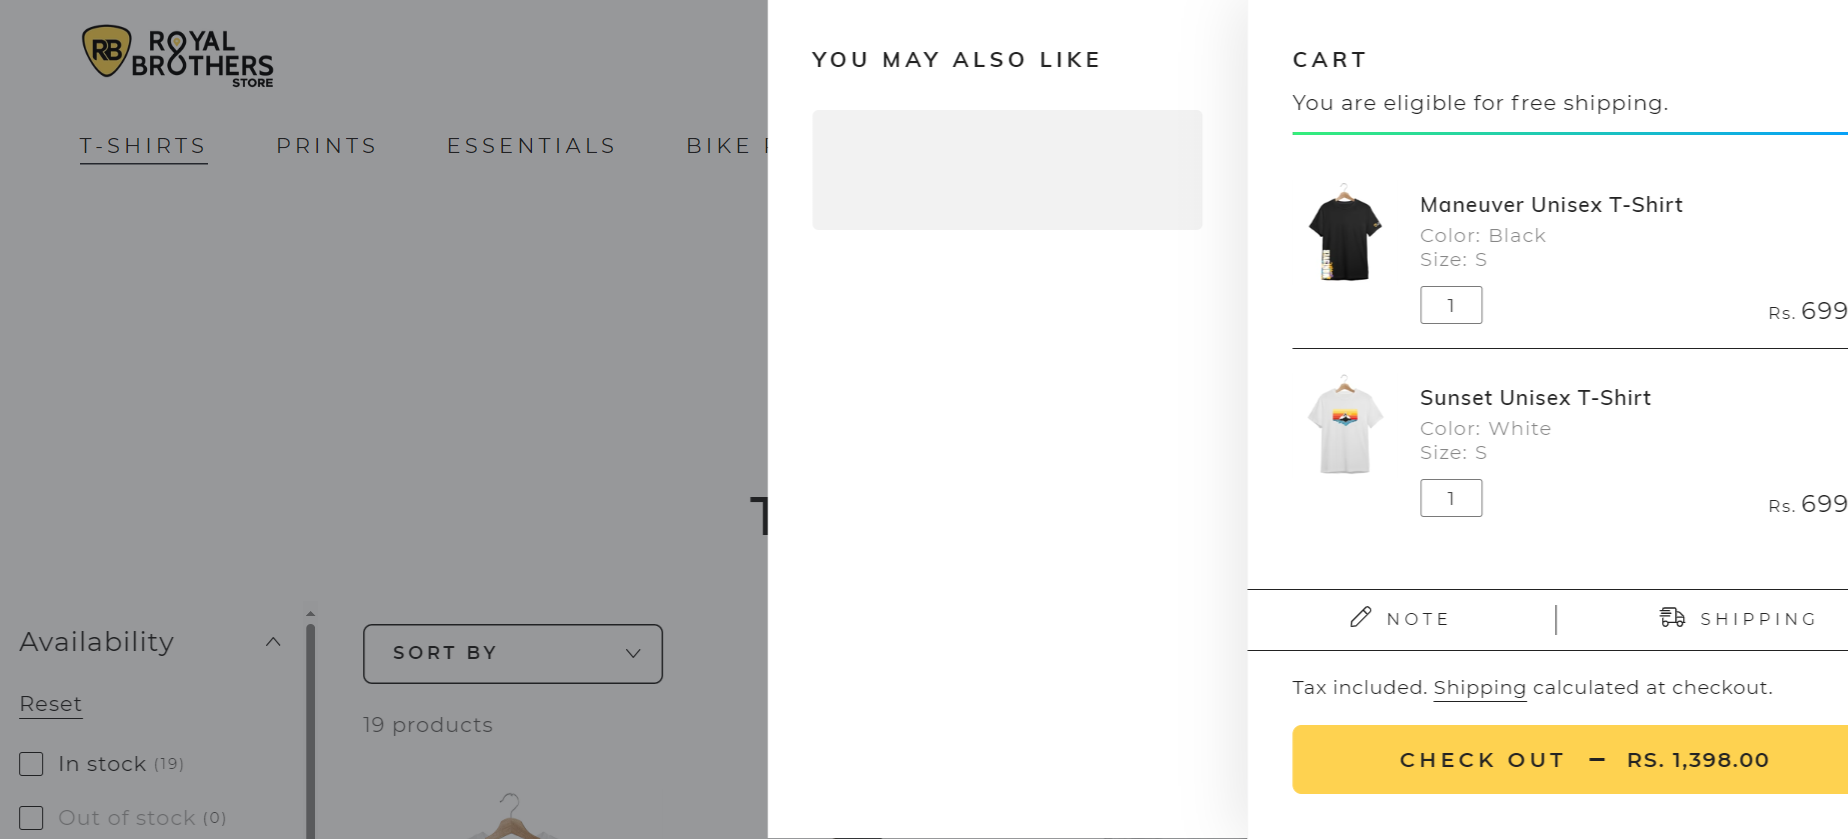 RB ROYAL
BROTHERS
STORE
T-SHIRTS PRINTS ESSENTIALS BIKE
T
Availability
Reset
In stock (19)
Out of stock (0)
SORT BY
19 products
YOU MAY ALSO LIKE
CART
You are eligible for free shipping.
Maneuver Unisex T-Shirt
Color: Black
Size: S
1
Rs. 699
Sunset Unisex T-Shirt
Color: White
Size: S
1
Rs. 699
NOTE | SHIPPING
Tax included. Shipping calculated at checkout.
CHECK OUT — RS. 1,398.00